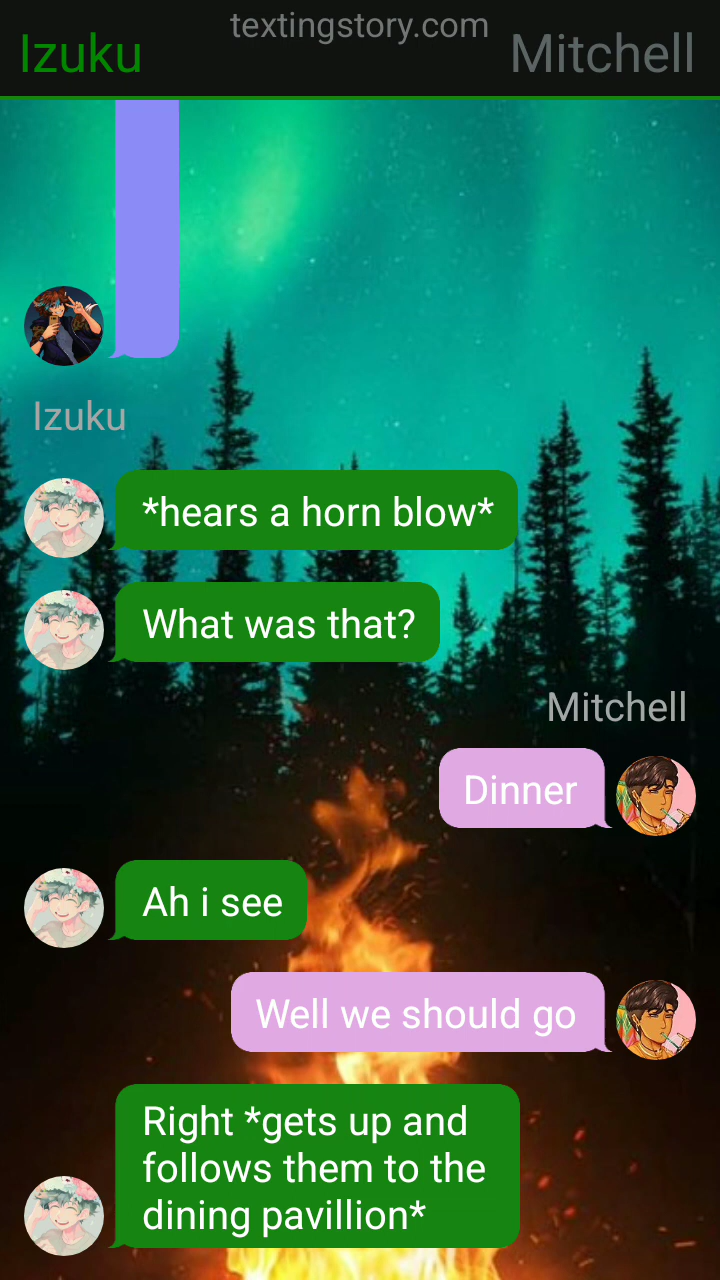 textingstory.com
Izuku
Mitchell
Izuku
*hears a horn blow*
What was that?
Mitchell
Dinner
Ah i see
Well we should go
Right *gets up and
follows them to the
dining pavillion*